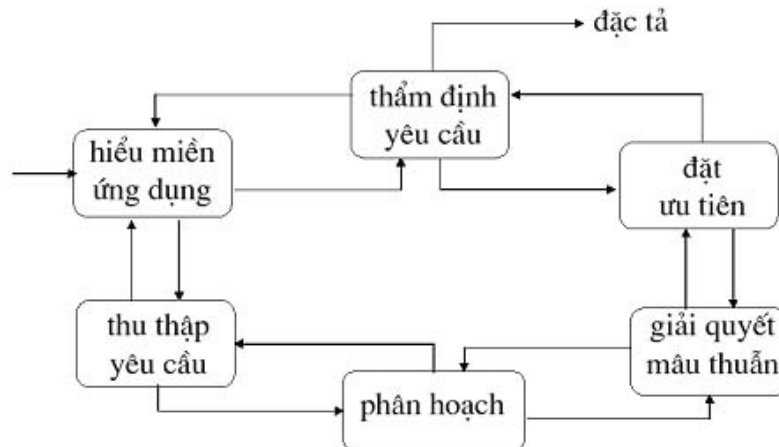 đặc tả
thẩm định
yêu cầu
hiểu miền
ứng dụng
đặt
ưu tiên
thu thập
yêu cầu
giải quyết
mâu thuẫn
phân hoạch